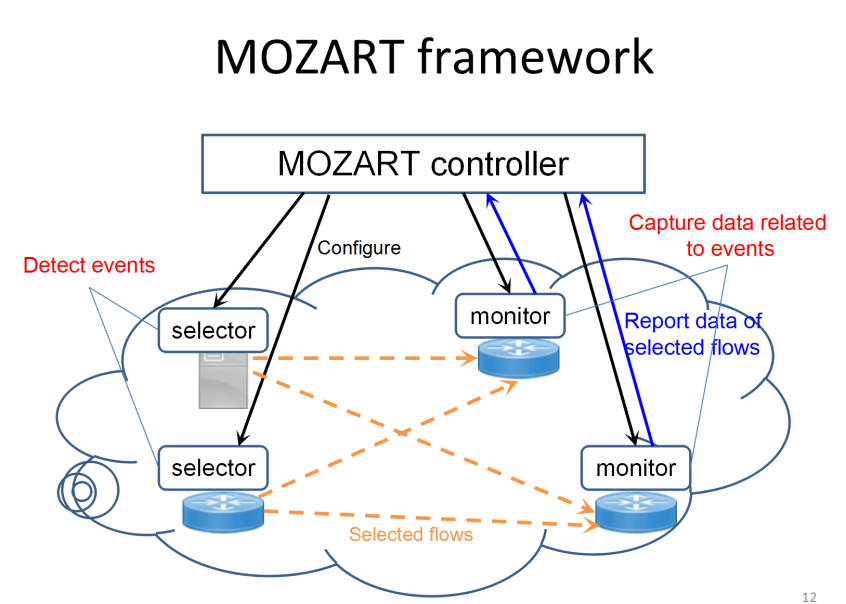 MOZART framework
MOZART controller
Capture data related
to events
Configure
Detect events
selector
monitor
Report data of
selected flows
selector
monitor
Selected flows
12